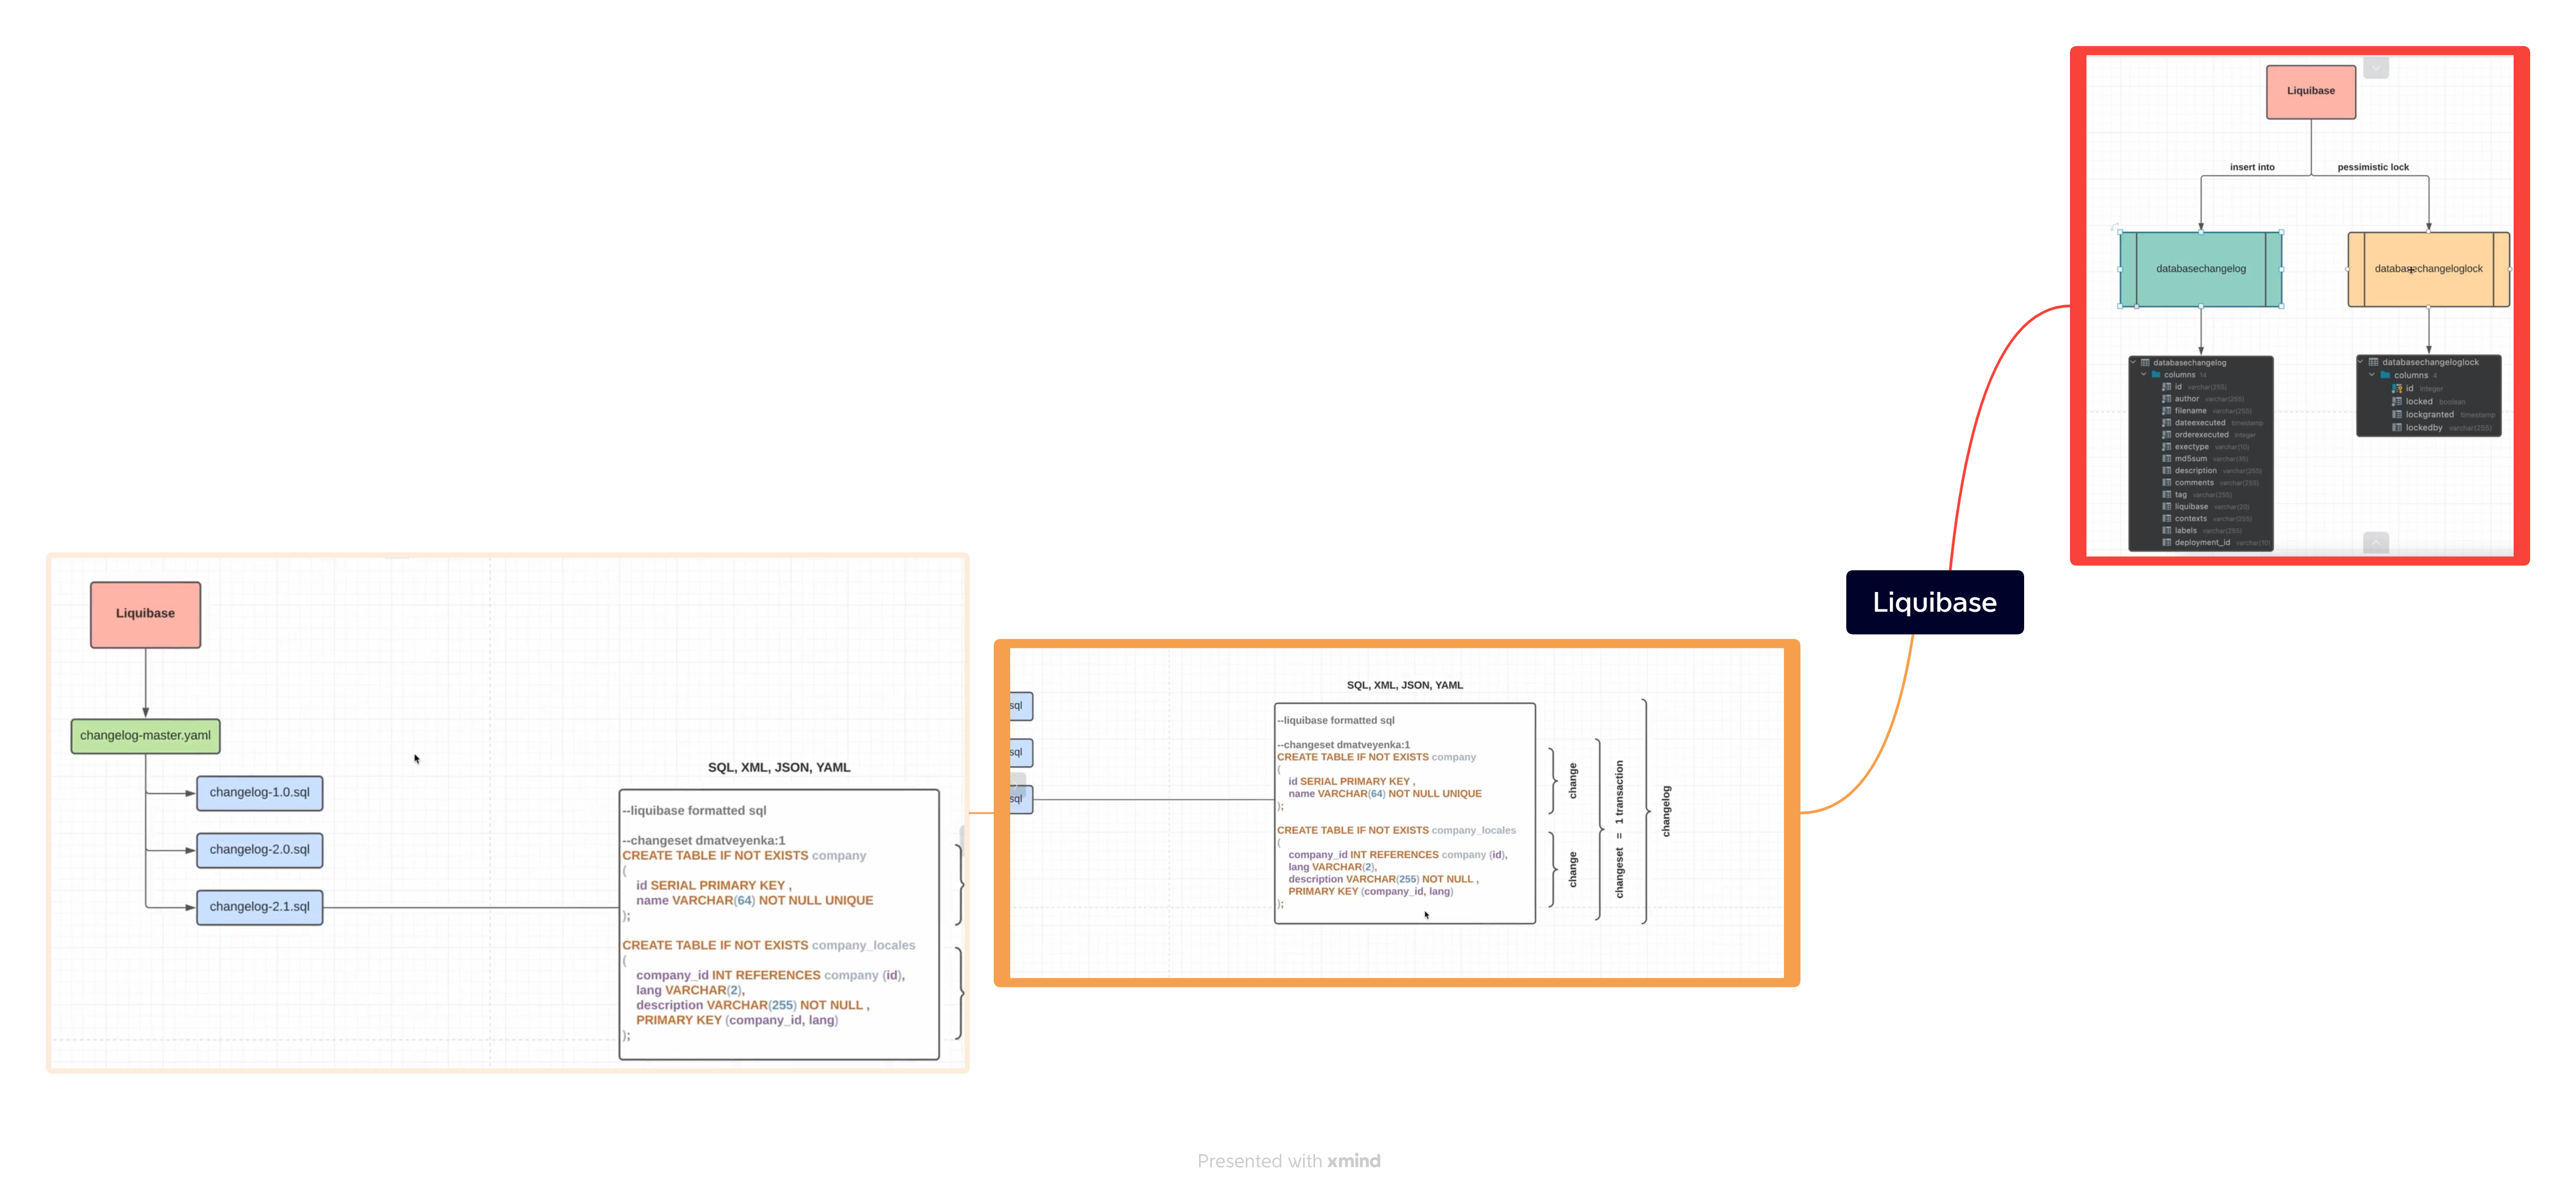 Liquibase
insert into
pessimistic lock
databasechangelog
databasechangeloglock
databasechangelog
columns 14
id varchar(255)
author varchar(255)
filename varchar(255)
dateexecuted timestamp
orderexecuted integer
exectype varchar(10)
md5sum varchar(35)
description varchar(255)
comments varchar(255)
tag varchar(255)
liquibase varchar(20)
contexts varchar(255)
labels varchar(255)
deployment_id varchar(10)
databasechangeloglock
columns 4
id integer
locked boolean
lockgranted timestamp
lockedby varchar(255)
Liquibase
Liquibase
changelog-master.yaml
changelog-1.0.sql
changelog-2.0.sql
changelog-2.1.sql
SQL, XML, JSON, YAML
--liquibase formatted sql
--changeset dmatveyenka:1
CREATE TABLE IF NOT EXISTS company
(
id SERIAL PRIMARY KEY ,
name VARCHAR(64) NOT NULL UNIQUE
);
CREATE TABLE IF NOT EXISTS company_locales
(
company_id INT REFERENCES company (id),
lang VARCHAR(2),
description VARCHAR(255) NOT NULL ,
PRIMARY KEY (company_id, lang)
);
sql
sql
sql
SQL, XML, JSON, YAML
--liquibase formatted sql
--changeset dmatveyenka:1
CREATE TABLE IF NOT EXISTS company
(
id SERIAL PRIMARY KEY ,
name VARCHAR(64) NOT NULL UNIQUE
);
CREATE TABLE IF NOT EXISTS company_locales
(
company_id INT REFERENCES company (id),
lang VARCHAR(2),
description VARCHAR(255) NOT NULL ,
PRIMARY KEY (company_id, lang)
);
change
change
changeset = 1 transaction
changelog
Presented with xmind